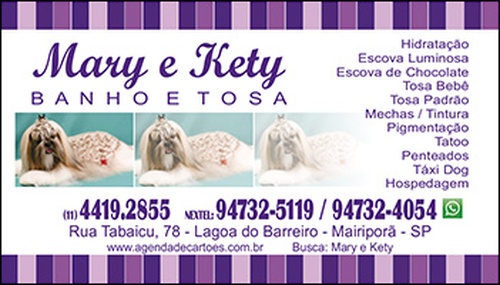 Mary e Kety
BANHO E TOSA
Hidratação
Escova Luminosa
Escova de Chocolate
Tosa Bebê
Tosa Padrão
Mechas / Tintura
Pigmentação
Tatoo
Penteados
Táxi Dog
Hospedagem
(11) 4419.2855 NEXTEL: 94732-5119 / 94732-4054
Rua Tabaicu, 78 - Lagoa do Barreiro - Mairiporã - SP
www.agendadecartoes.com.br Busca: Mary e Kety